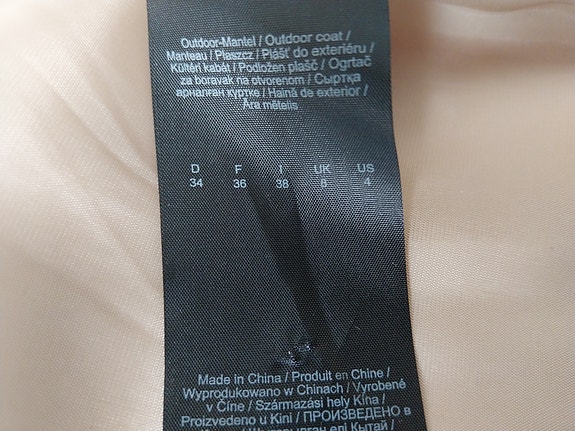 Outdoor-Mantel / Outdoor coat /
Manteau / Płaszcz / Plášť do exteriéru /
Kültéri kabát / Podložen plašč / Ogrtač
za boravak na otvorenom / Сыртқа
арналған куртке / Haină de exterior /
Āra mētelis
D F I UK US
34 36 38 8 4
Made in China / Produit en Chine /
Wyprodukowano w Chinach / Vyrobené
v Číne / Származási hely Kína /
Proizvedeno u Kini / ПРОИЗВЕДЕНО В